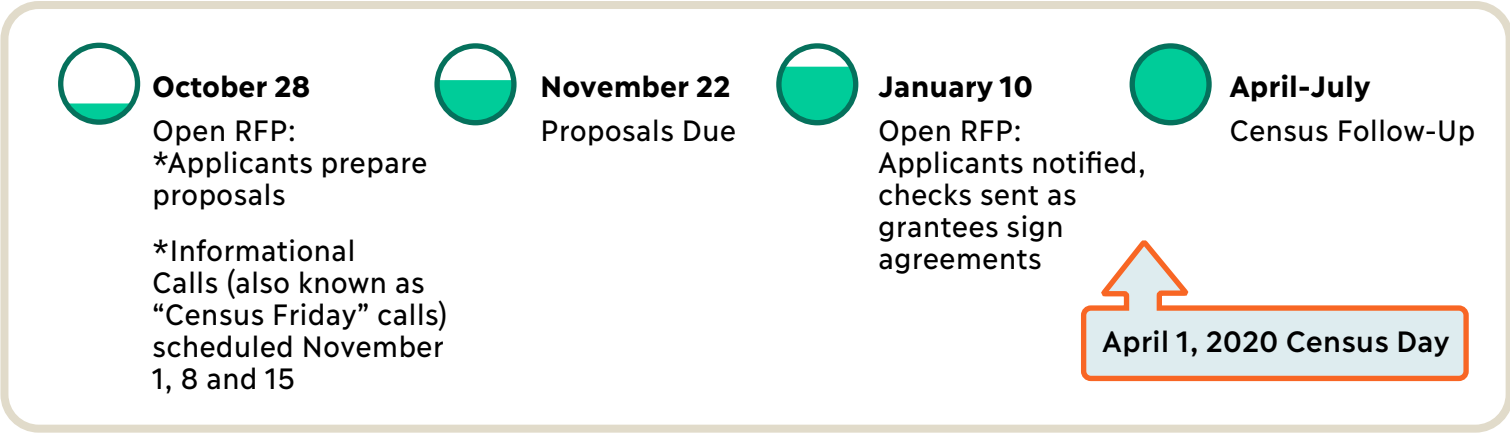 October 28
Open RFP:
*Applicants prepare
proposals
*Informational
Calls (also known as
“Census Friday” calls)
scheduled November
1, 8 and 15
November 22
Proposals Due
January 10
Open RFP:
Applicants notified,
checks sent as
grantees sign
agreements
April-July
Census Follow-Up
April 1, 2020 Census Day